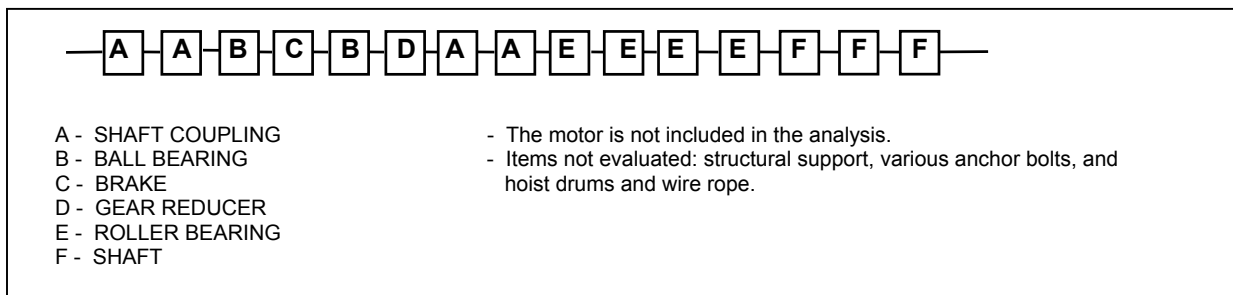 A A B C B D A A E E E E F F F
A - SHAFT COUPLING
B - BALL BEARING
C - BRAKE
D - GEAR REDUCER
E - ROLLER BEARING
F - SHAFT
- The motor is not included in the analysis.
- Items not evaluated: structural support, various anchor bolts, and
hoist drums and wire rope.